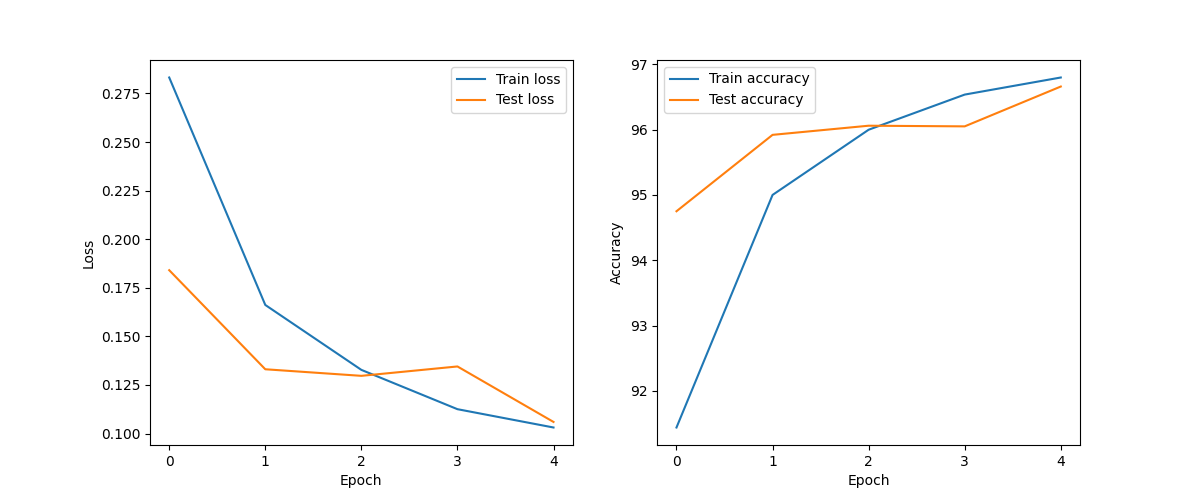 Train loss
Test loss
0.275
0.250
0.225
0.200
0.175
0.150
0.125
0.100
Loss
0 1 2 3 4
Epoch
Train accuracy
Test accuracy
97
96
95
94
93
92
Accuracy
0 1 2 3 4
Epoch